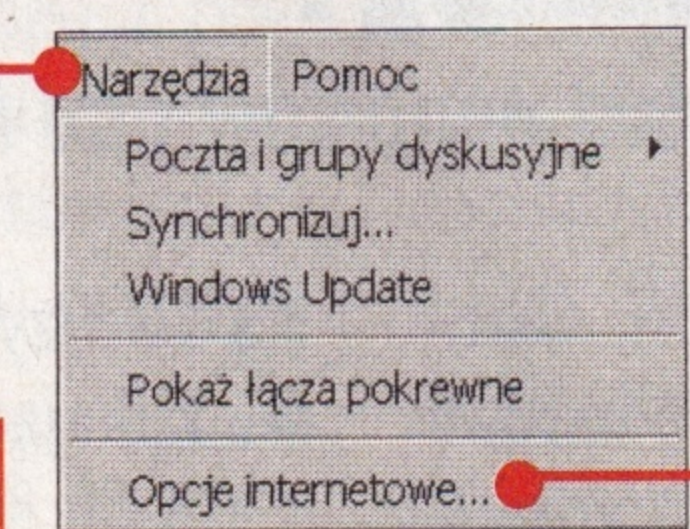 Narzędzia Pomoc
Poczta i grupy dyskusyjne
Synchronizuj...
Windows Update
Pokaż łącza pokrewne
Opcje internetowe...